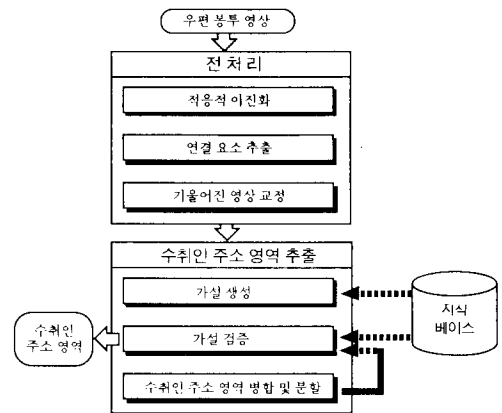 우편 봉투 영상
전 처리
적응적 이진화
연결 요소 추출
기울어진 영상 교정
수취인 주소 영역 추출
가설 생성
가설 검증
수취인 주소 영역 병합 및 분할
수취인
주소 영역
지식
베이스